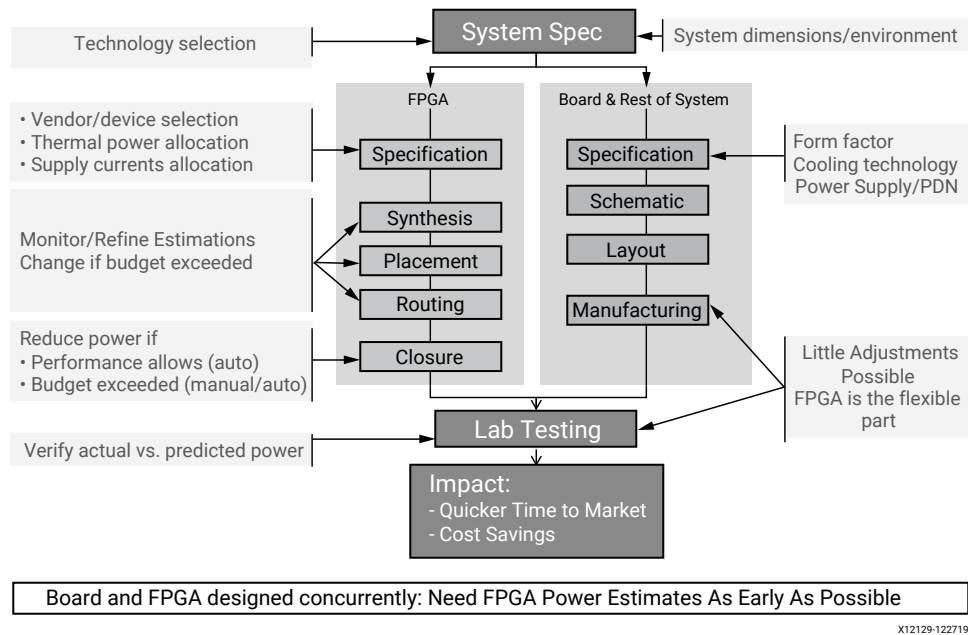 System Spec
Technology selection
System dimensions/environment
FPGA
Board & Rest of System
• Vendor/device selection
• Thermal power allocation
• Supply currents allocation
Specification
Specification
Form factor
Cooling technology
Power Supply/PDN
Schematic
Synthesis
Monitor/Refine Estimations
Change if budget exceeded
Placement
Layout
Routing
Manufacturing
Reduce power if
• Performance allows (auto)
• Budget exceeded (manual/auto)
Closure
Little Adjustments
Possible
FPGA is the flexible
part
Lab Testing
Verify actual vs. predicted power
Impact:
- Quicker Time to Market
- Cost Savings
Board and FPGA designed concurrently: Need FPGA Power Estimates As Early As Possible
X12129-122719